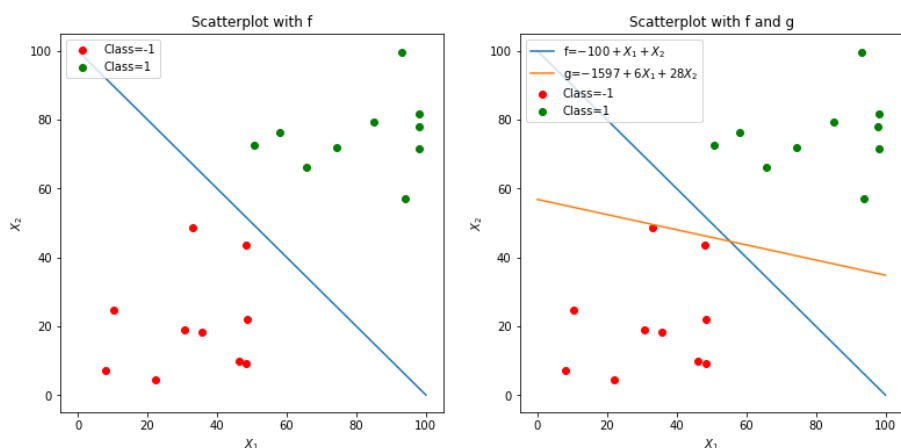 Scatterplot with f
Class=-1
Class=1
100
80
60
40
20
0
X₂
0 20 40 60 80 100
X₁
Scatterplot with f and g
f=−100 + X₁ + X₂
g=−1597 + 6X₁ + 28X₂
Class=-1
Class=1
100
80
60
40
20
0
X₂
0 20 40 60 80 100
X₁